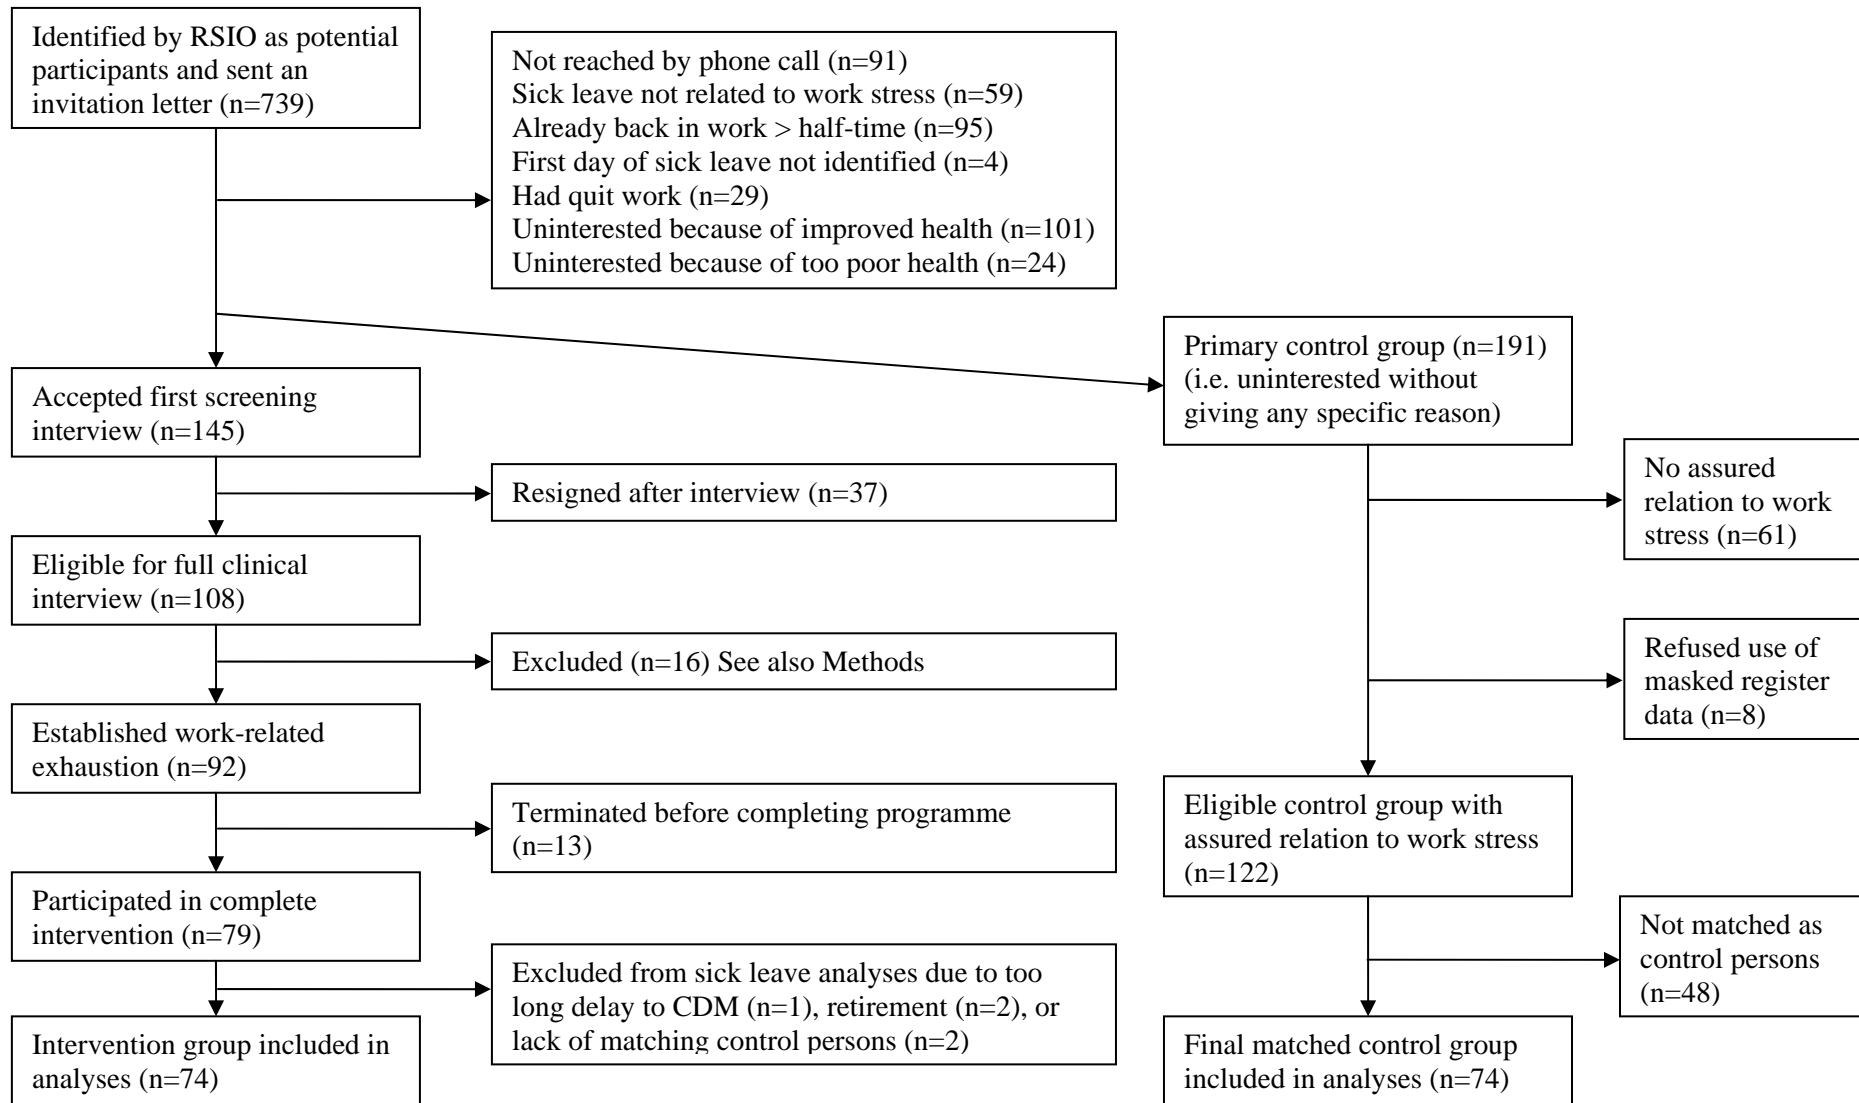 Identified by RSIO as potential
participants and sent an
invitation letter (n=739)
Not reached by phone call (n=91)
Sick leave not related to work stress (n=59)
Already back in work > half-time (n=95)
First day of sick leave not identified (n=4)
Had quit work (n=29)
Uninterested because of improved health (n=101)
Uninterested because of too poor health (n=24)
Primary control group (n=191)
(i.e. uninterested without
giving any specific reason)
Accepted first screening
interview (n=145)
No assured
relation to work
stress (n=61)
Resigned after interview (n=37)
Eligible for full clinical
interview (n=108)
Refused use of
masked register
data (n=8)
Excluded (n=16) See also Methods
Established work-related
exhaustion (n=92)
Terminated before completing programme
(n=13)
Eligible control group with
assured relation to work stress
(n=122)
Participated in complete
intervention (n=79)
Not matched as
control persons
(n=48)
Excluded from sick leave analyses due to too
long delay to CDM (n=1), retirement (n=2), or
lack of matching control persons (n=2)
Intervention group included in
analyses (n=74)
Final matched control group
included in analyses (n=74)